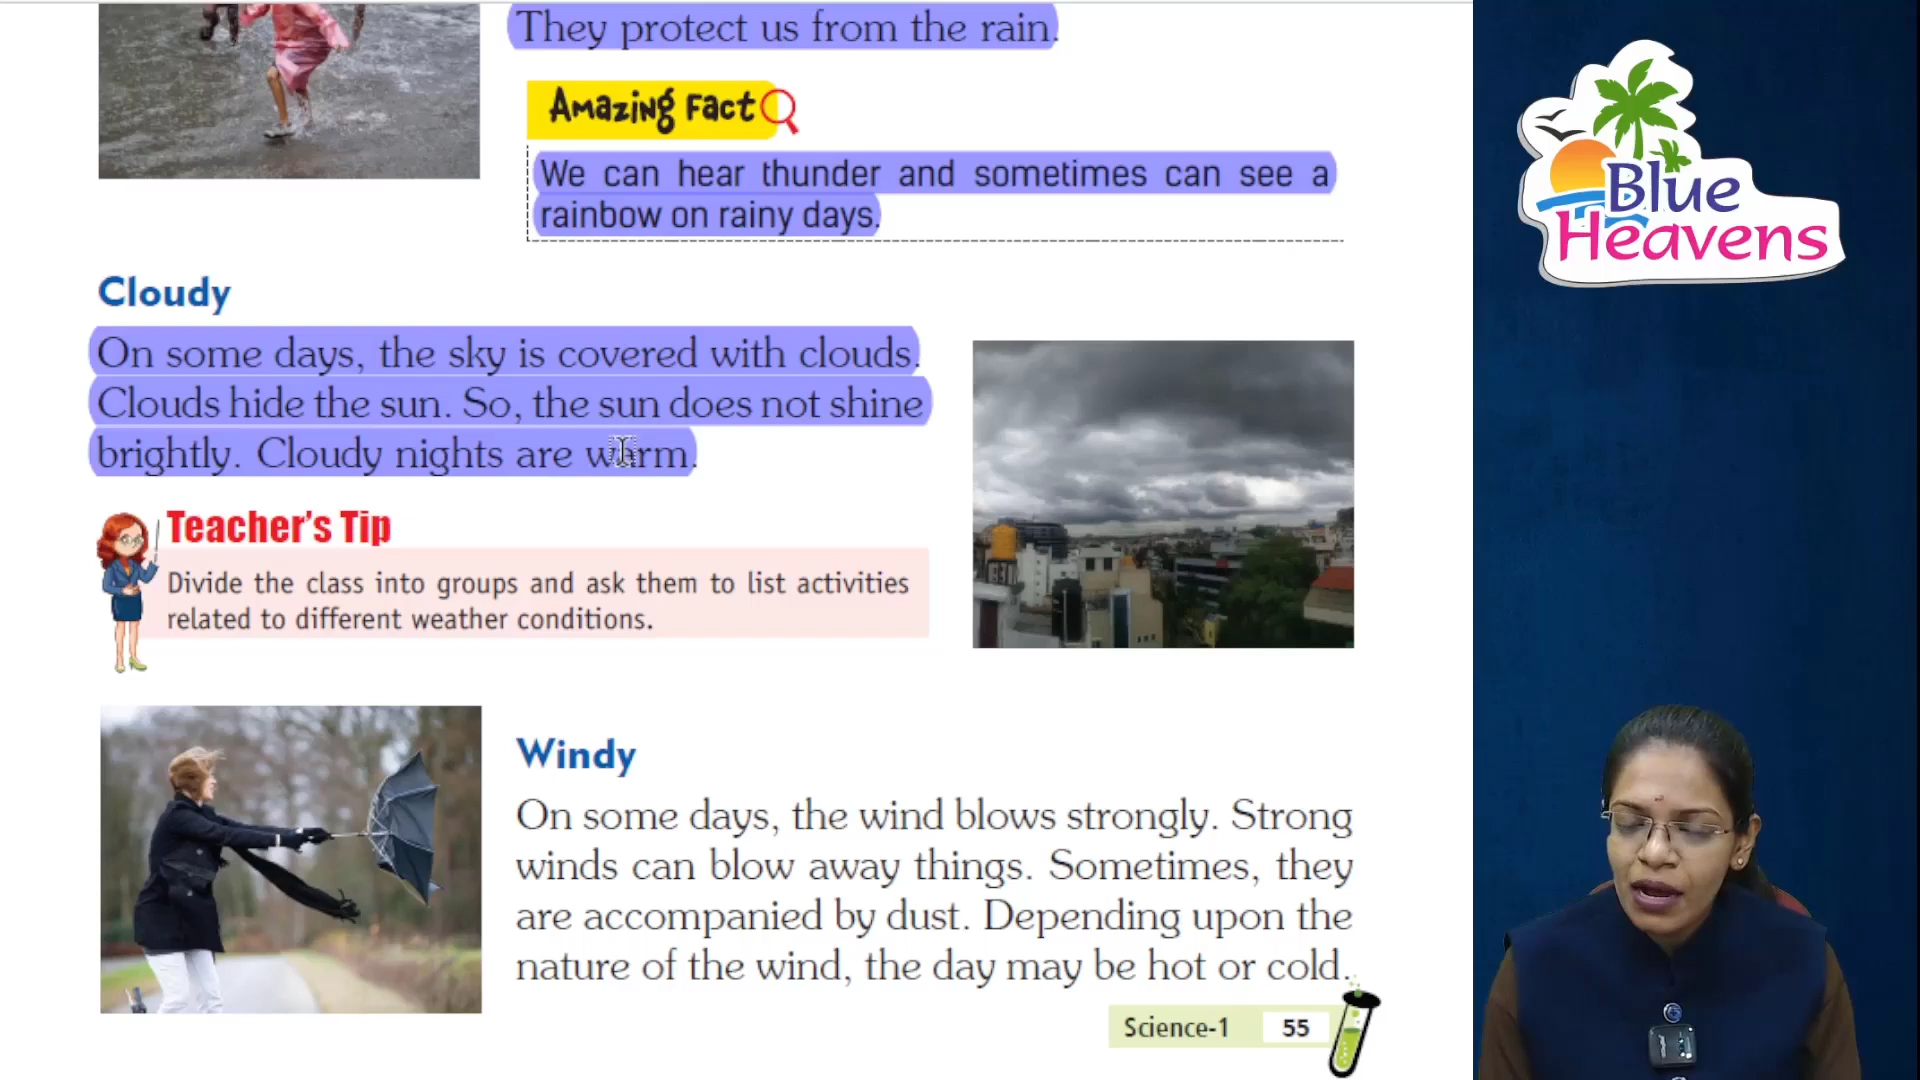 They protect us from the rain.
Amazing Fact
We can hear thunder and sometimes can see a
rainbow on rainy days.
Cloudy
On some days, the sky is covered with clouds.
Clouds hide the sun. So, the sun does not shine
brightly. Cloudy nights are warm.
Teacher's Tip
Divide the class into groups and ask them to list activities
related to different weather conditions.
Windy
On some days, the wind blows strongly. Strong
winds can blow away things. Sometimes, they
are accompanied by dust. Depending upon the
nature of the wind, the day may be hot or cold.
Science-1 55
Blue
Heavens